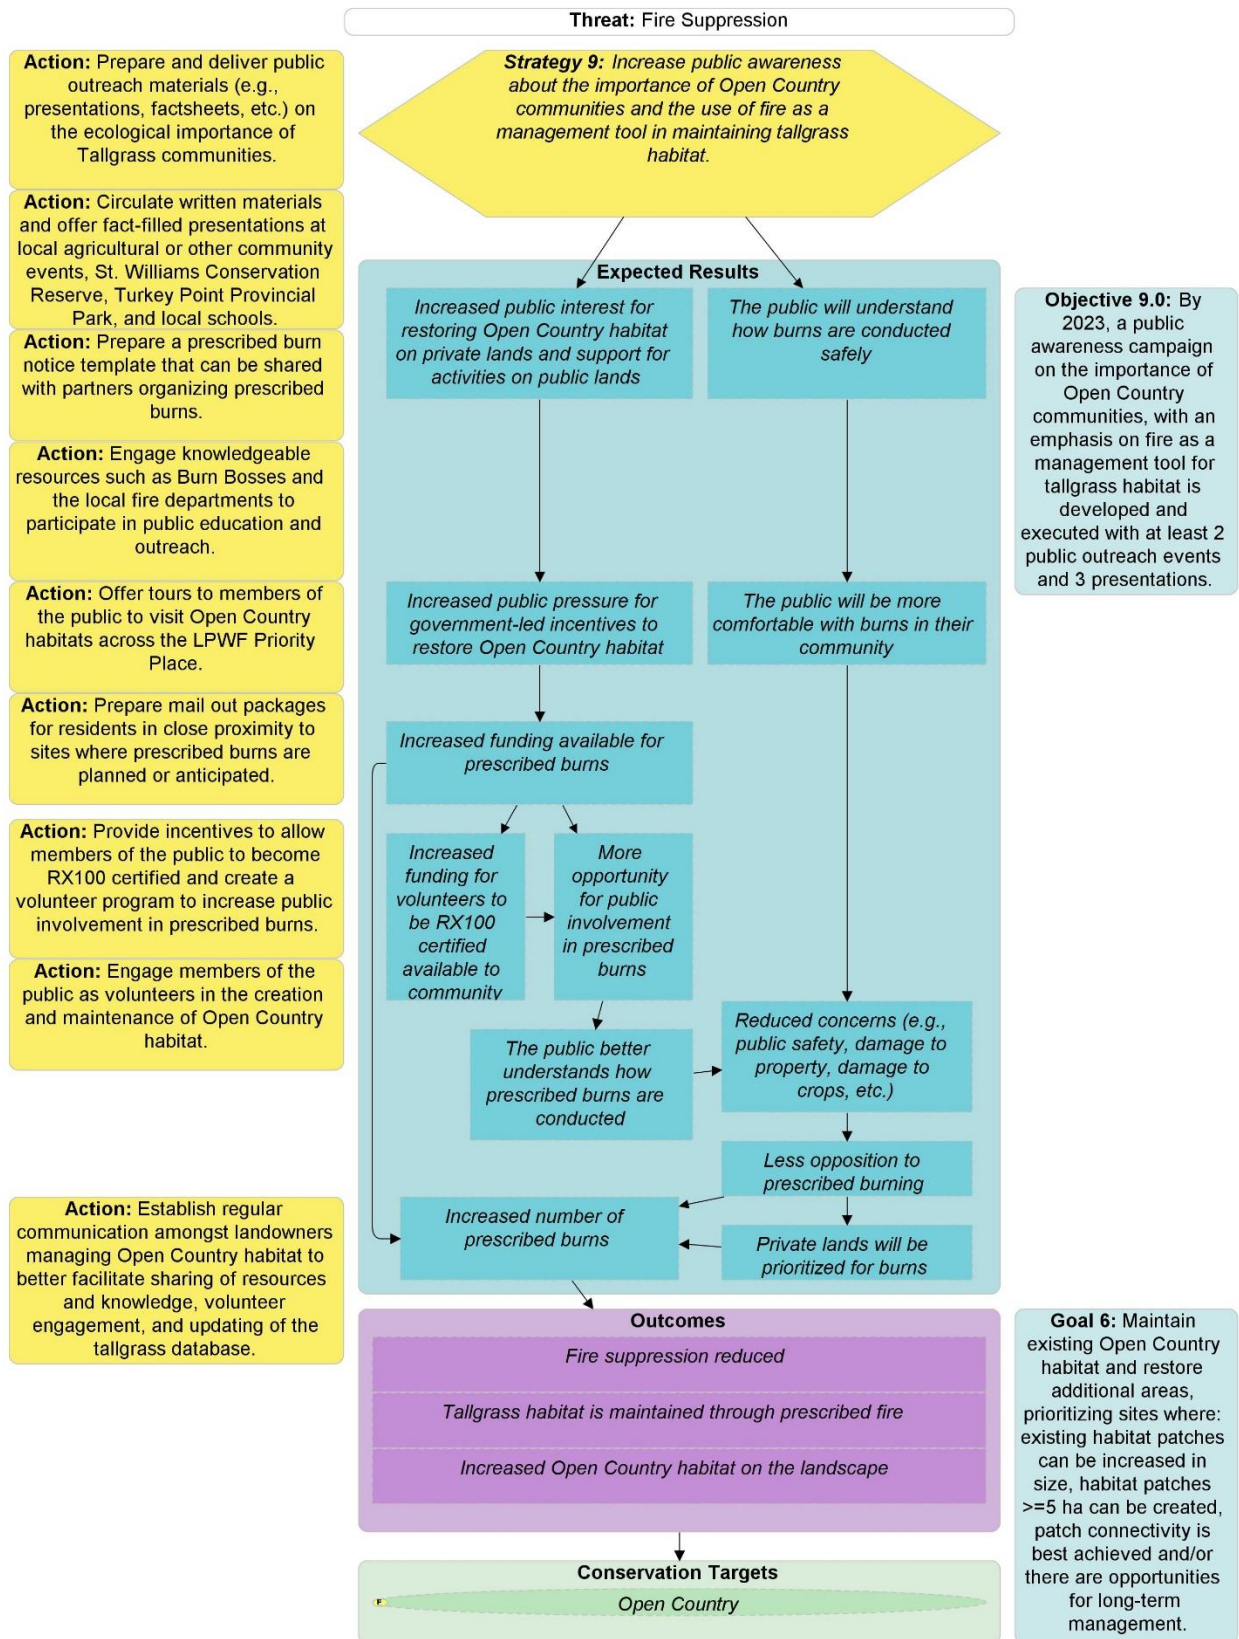 Threat: Fire Suppression
Action: Prepare and deliver public
outreach materials (e.g.,
presentations, factsheets, etc.) on
the ecological importance of
Tallgrass communities.
Action: Circulate written materials
and offer fact-filled presentations at
local agricultural or other community
events, St. Williams Conservation
Reserve, Turkey Point Provincial
Park, and local schools.
Action: Prepare a prescribed burn
notice template that can be shared
with partners organizing prescribed
burns.
Action: Engage knowledgeable
resources such as Burn Bosses and
the local fire departments to
participate in public education and
outreach.
Action: Offer tours to members of
the public to visit Open Country
habitats across the LPWF Priority
Place.
Action: Prepare mail out packages
for residents in close proximity to
sites where prescribed burns are
planned or anticipated.
Action: Provide incentives to allow
members of the public to become
RX100 certified and create a
volunteer program to increase public
involvement in prescribed burns.
Action: Engage members of the
public as volunteers in the creation
and maintenance of Open Country
habitat.
Action: Establish regular
communication amongst landowners
managing Open Country habitat to
better facilitate sharing of resources
and knowledge, volunteer
engagement, and updating of the
tallgrass database.
Strategy 9: Increase public awareness
about the importance of Open Country
communities and the use of fire as a
management tool in maintaining tallgrass
habitat.
Expected Results
Increased public interest for
restoring Open Country habitat
on private lands and support for
activities on public lands
The public will understand
how burns are conducted
safely
Increased public pressure for
government-led incentives to
restore Open Country habitat
The public will be more
comfortable with burns in their
community
Increased funding available for
prescribed burns
Increased
funding for
volunteers to
be RX100
certified
available to
community
More
opportunity
for public
involvement
in prescribed
burns
The public better
understands how
prescribed burns are
conducted
Reduced concerns (e.g.,
public safety, damage to
property, damage to
crops, etc.)
Less opposition to
prescribed burning
Increased number of
prescribed burns
Private lands will be
prioritized for burns
Outcomes
Fire suppression reduced
Tallgrass habitat is maintained through prescribed fire
Increased Open Country habitat on the landscape
Conservation Targets
F
Open Country
Objective 9.0: By
2023, a public
awareness campaign
on the importance of
Open Country
communities, with an
emphasis on fire as a
management tool for
tallgrass habitat is
developed and
executed with at least 2
public outreach events
and 3 presentations.
Goal 6: Maintain
existing Open Country
habitat and restore
additional areas,
prioritizing sites where:
existing habitat patches
can be increased in
size, habitat patches
>=5 ha can be created,
patch connectivity is
best achieved and/or
there are opportunities
for long-term
management.